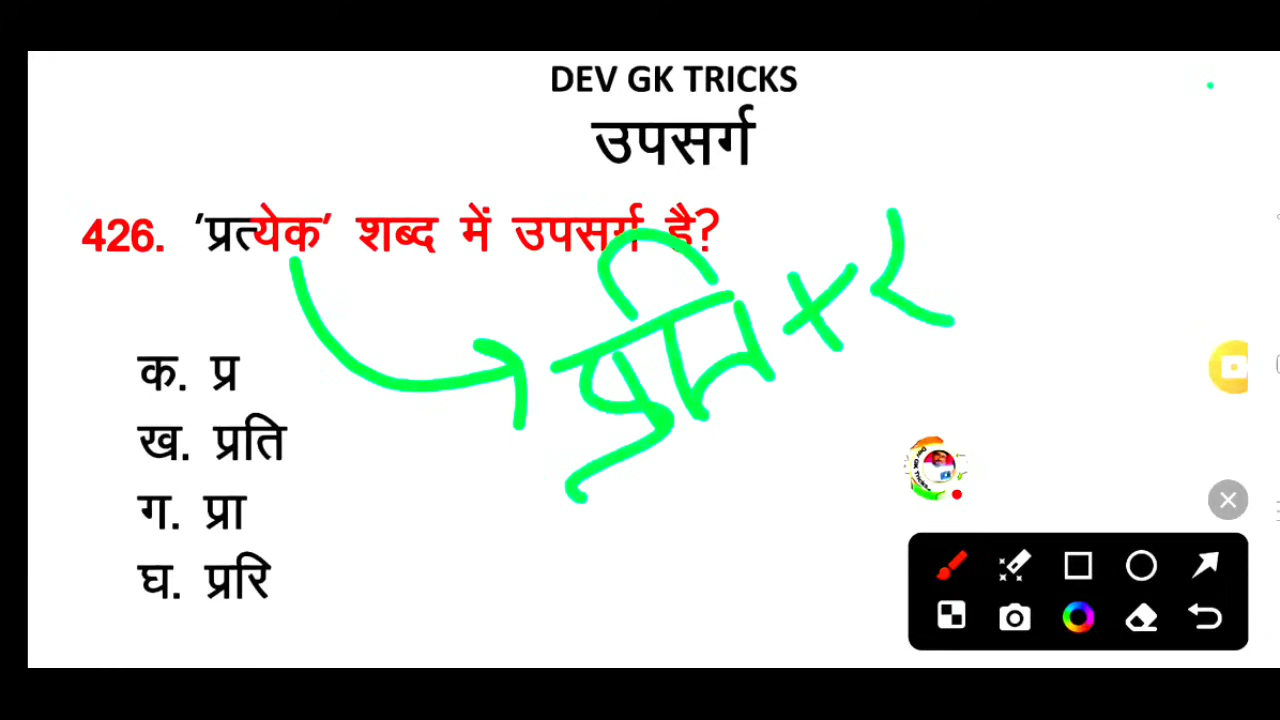 DEV GK TRICKS
उपसर्ग
426. 'प्रत्येक' शब्द में उपसर्ग है?
प्रति +
क. प्र
ख. प्रति
ग. प्रा
घ. प्ररि